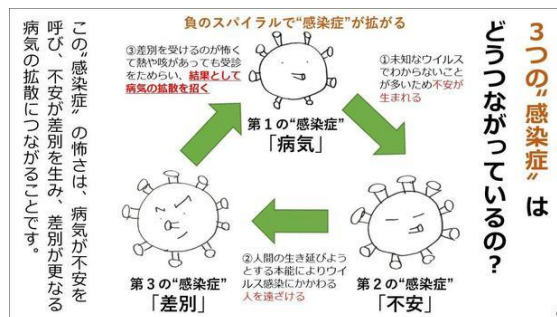 3つの“感染症”は
どうつながっているの？
負のスパイラルで“感染症”が拡がる
①未知なウイルス
でわからないこと
が多いため不安が
生まれる
第１の“感染症”
「病気」
②人間の生き延びよう
とする本能によりウイ
ルス感染にかかわる
人を遠ざける
第２の“感染症”
「不安」
③差別を受けるのが怖く
て熱や咳があっても受診
をためらい、結果として
病気の拡散を招く
第３の“感染症”
「差別」
この“感染症”の怖さは、病気が不安を
呼び、不安が差別を生み、差別が更なる
病気の拡散につながることです。